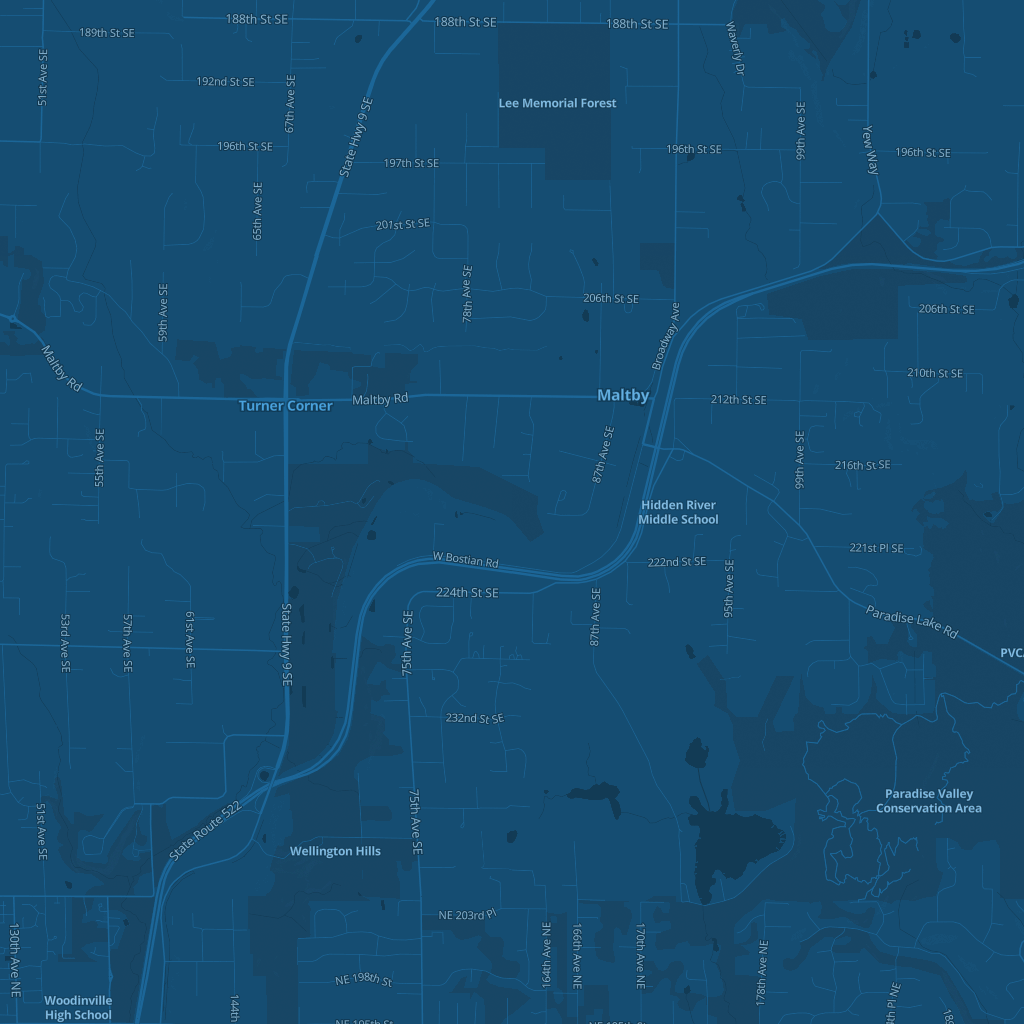 188th St SE
188th St SE
188th St SE
189th St SE
Waverly Dr
51st Ave SE
192nd St SE
67th Ave SE
Lee Memorial Forest
State Hwy 9 SE
99th Ave SE
196th St SE
196th St SE
Yew Way
196th St SE
197th St SE
65th Ave SE
201st St SE
78th Ave SE
59th Ave SE
206th St SE
206th St SE
Broadway Ave
Maltby Rd
210th St SE
Turner Corner
Maltby Rd
Maltby
212th St SE
55th Ave SE
87th Ave SE
99th Ave SE
216th St SE
Hidden River
Middle School
W Bostian Rd
222nd St SE
221st Pl SE
224th St SE
95th Ave SE
87th Ave SE
53rd Ave SE
57th Ave SE
61st Ave SE
State Hwy 9 SE
75th Ave SE
Paradise Lake Rd
232nd St SE
Paradise Valley
Conservation Area
51st Ave SE
State Route 522
75th Ave SE
Wellington Hills
NE 203rd Pl
130th Ave NE
164th Ave NE
166th Ave NE
170th Ave NE
178th Ave NE
NE 198th St
Woodinville
High School
144th